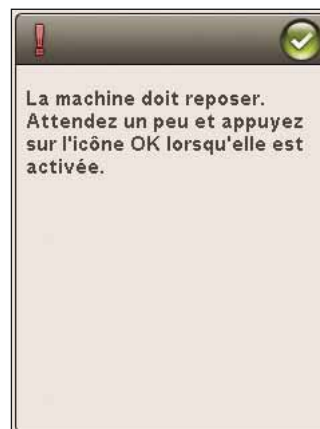 La machine doit reposer.
Attendez un peu et appuyez
sur l'icône OK lorsqu'elle est
activée.